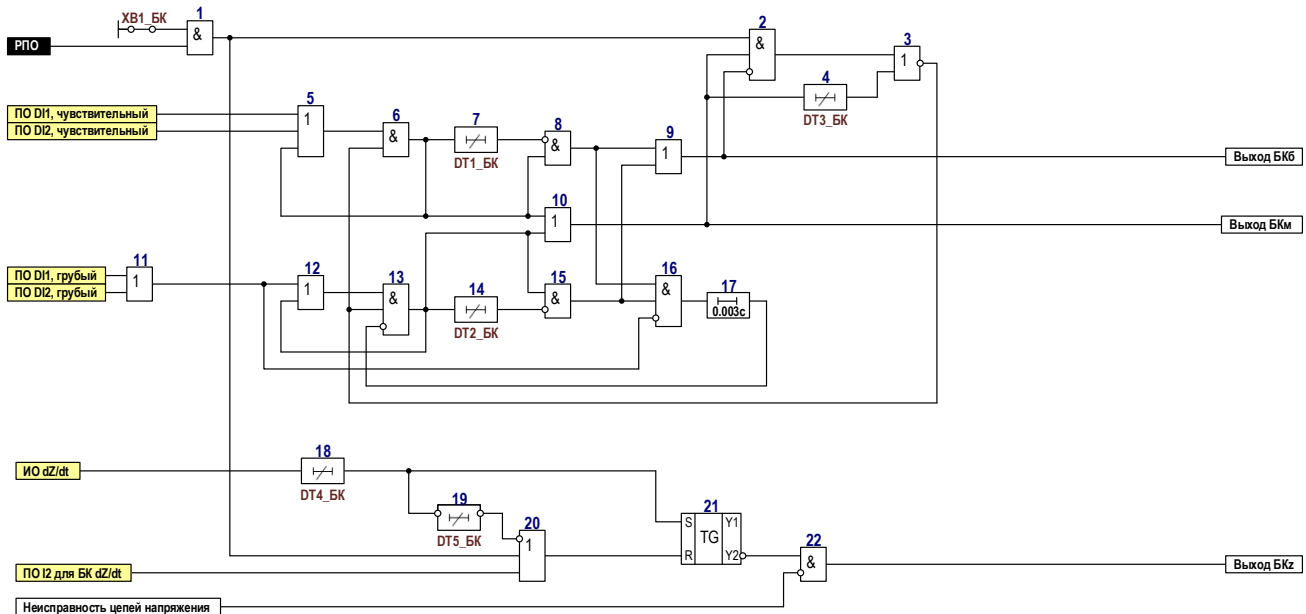 XB1_БК
1
&
РПО
2
&
3
1
4
DT3_БК
ПО DI1, чувствительный
ПО DI2, чувствительный
5
1
6
&
7
DT1_БК
8
&
9
1
Выход БКб
10
1
Выход БКм
ПО DI1, грубый
ПО DI2, грубый
11
1
12
1
13
&
14
DT2_БК
15
&
16
&
17
0.003с
ИО dZ/dt
18
DT4_БК
19
DT5_БК
20
1
21
S
R
TG
Y1
Y2
22
&
Выход БКz
ПО I2 для БК dZ/dt
Неисправность цепей напряжения